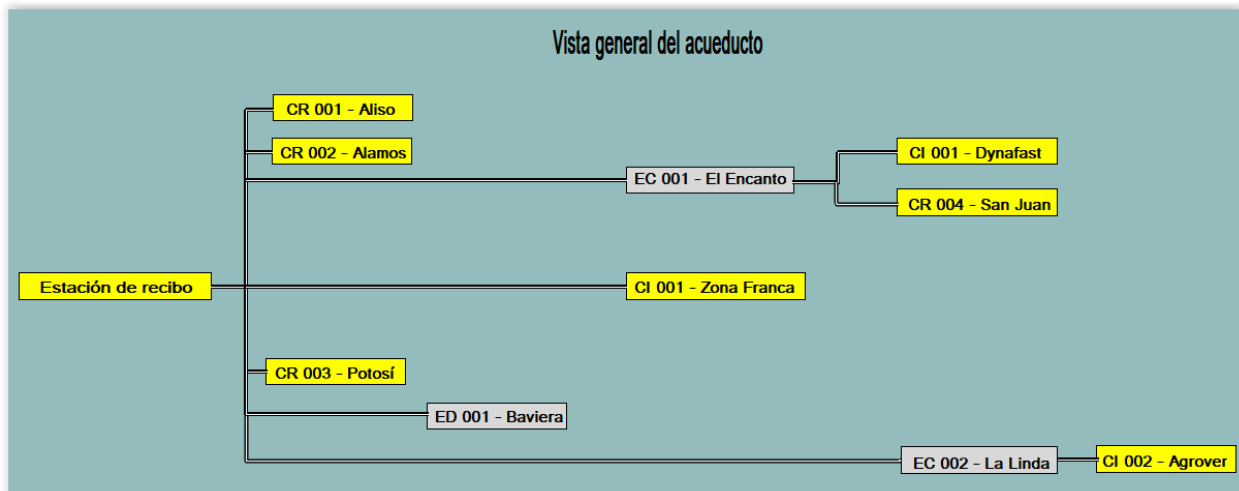 Vista general del acueducto
CR 001 - Aliso
CR 002 - Alamos
CI 001 - Dynafast
EC 001 - El Encanto
CR 004 - San Juan
Estación de recibo
CI 001 - Zona Franca
CR 003 - Potosí
ED 001 - Baviera
EC 002 - La Linda
CI 002 - Agrover